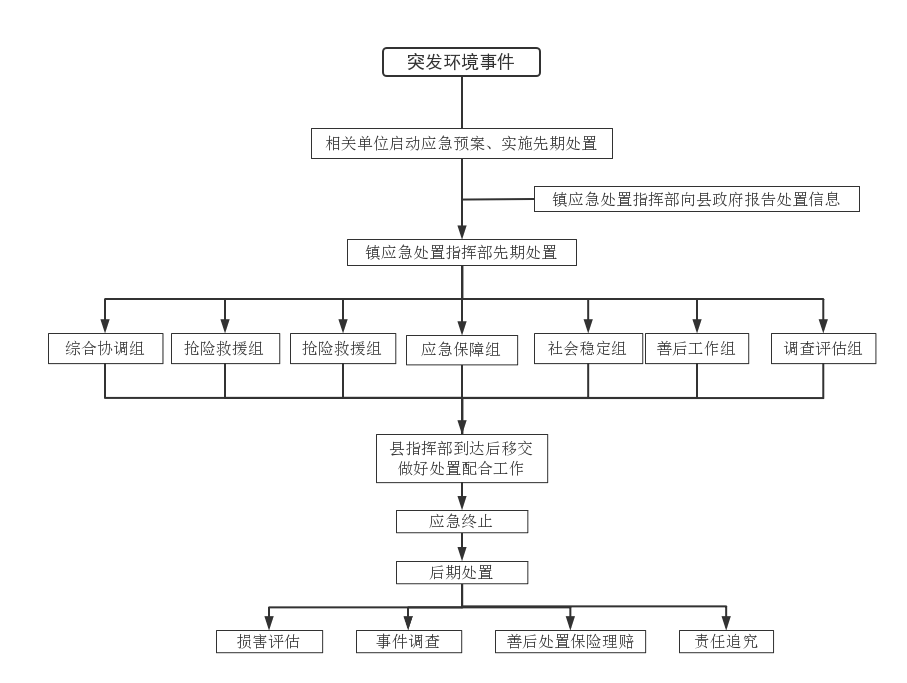 突发环境事件
相关单位启动应急预案、实施先期处置
镇应急处置指挥部向县政府报告处置信息
镇应急处置指挥部先期处置
综合协调组
抢险救援组
抢险救援组
应急保障组
社会稳定组
善后工作组
调查评估组
县指挥部到达后移交
做好处置配合工作
应急终止
后期处置
损害评估
事件调查
善后处置保险理赔
责任追究